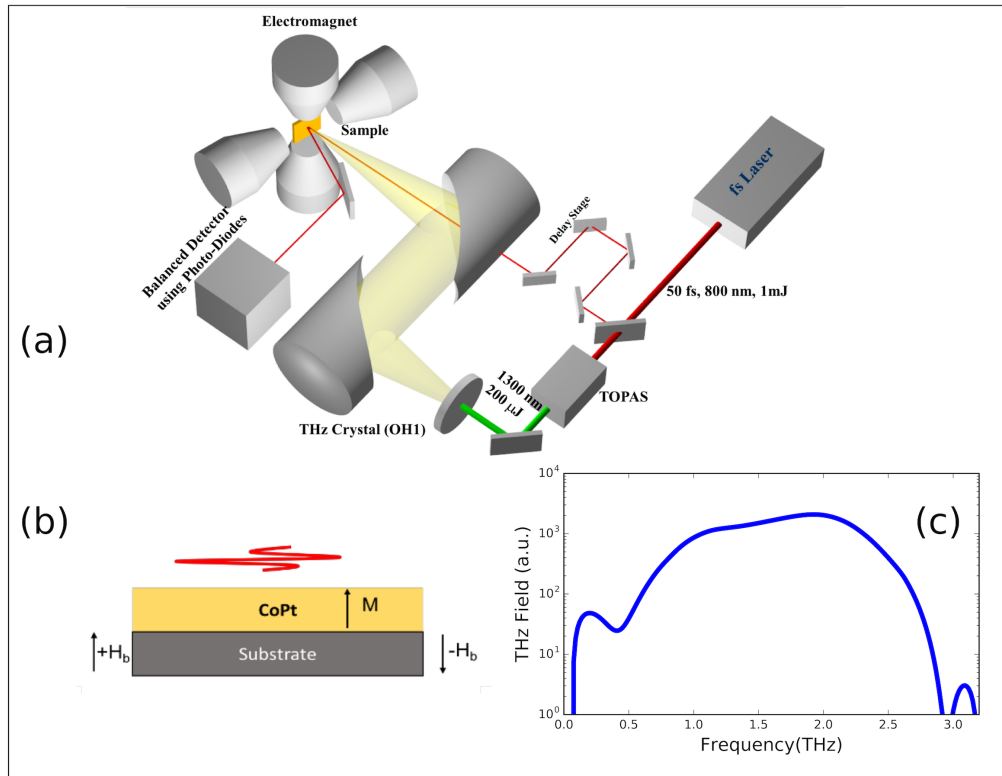 (a)
Electromagnet
Sample
fs Laser
Delay Stage
Balanced Detector
using Photo-Diodes
50 fs, 800 nm, 1mJ
1300 nm
200 μJ
TOPAS
THz Crystal (OH1)
(b)
CoPt
M
+H_b
Substrate
-H_b
(c)
THz Field (a.u.)
10⁴
10³
10²
10¹
10⁰
0.0 0.5 1.0 1.5 2.0 2.5 3.0
Frequency(THz)